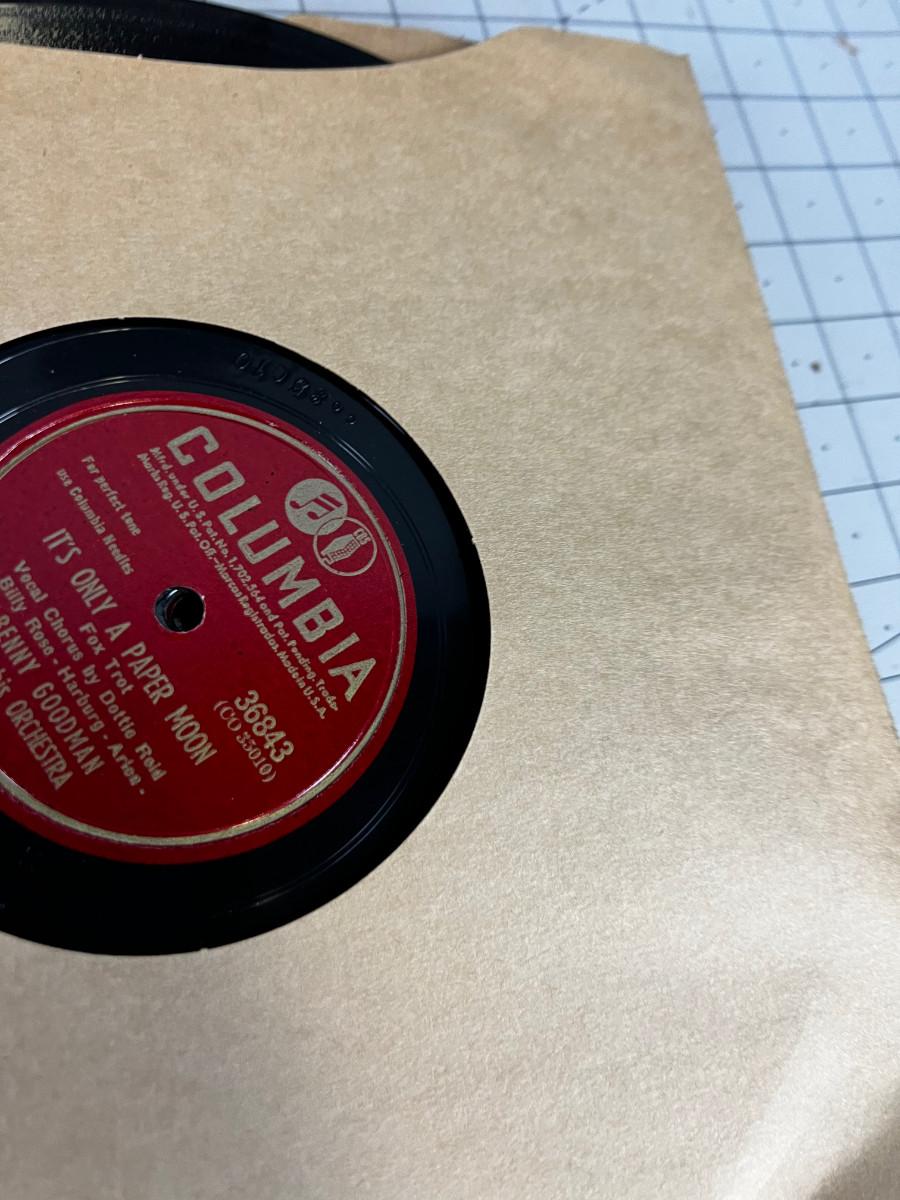 COLUMBIA
Mfrd. under U.S. Pat. No. 1,702,564 and Pat. Pending. Trade-
Marks Reg. U.S. Pat. Off.—Marcas Registradas. Made in U.S.A.
For perfect tone
use Columbia Needles
36843
(CO 35010)
IT'S ONLY A PAPER MOON
Fox Trot
Vocal Chorus by Dottie Reid
Billy Rose - Harburg - Arlen -
BENNY GOODMAN
his ORCHESTRA